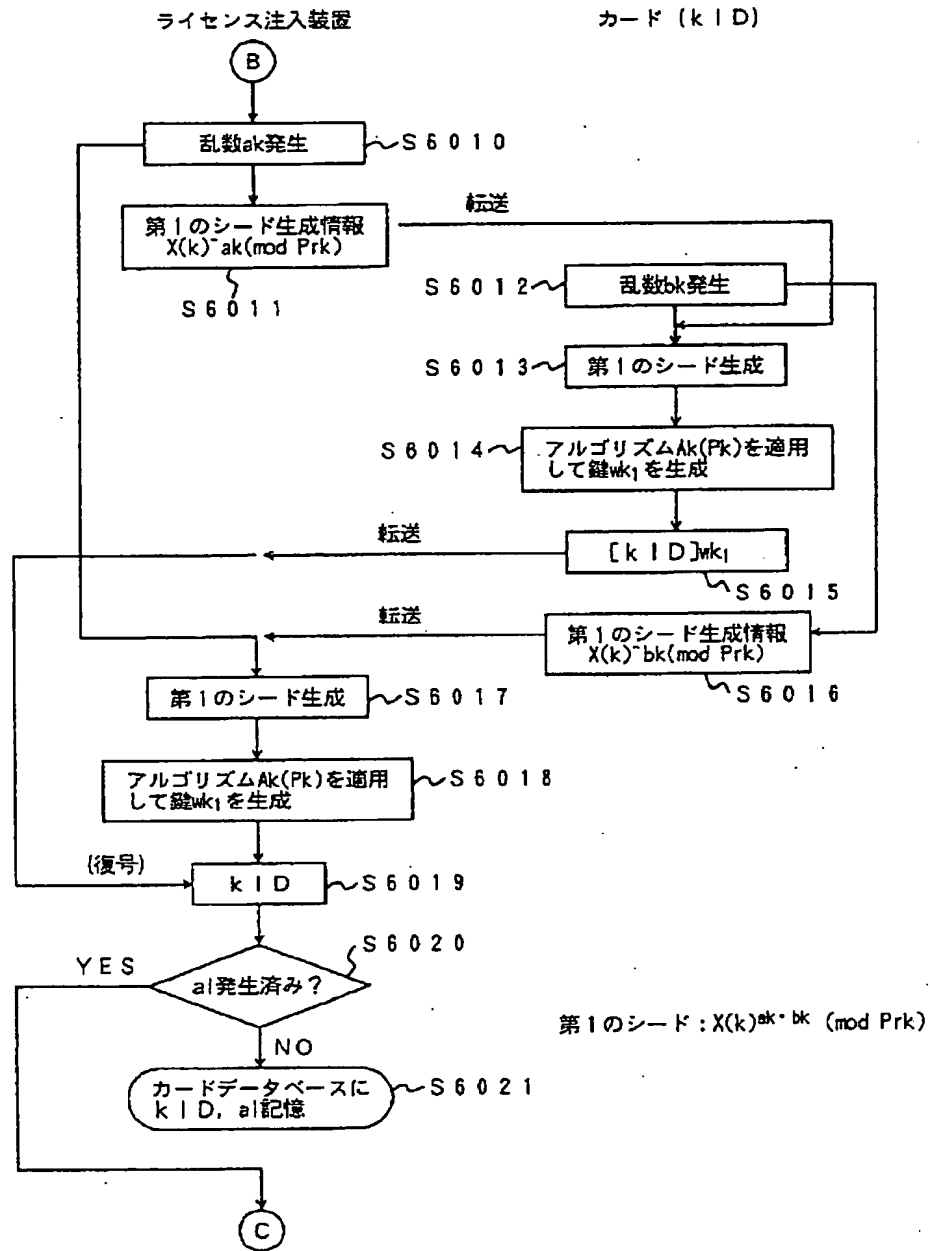 ライセンス注入装置
カード (kID)
B
乱数ak発生
S6010
転送
第1のシード生成情報
X(k)^ak(mod Prk)
S6011
S6012
乱数bk発生
S6013
第1のシード生成
S6014
アルゴリズムAk(Pk)を適用
して鍵wk₁を生成
転送
[kID]wk₁
S6015
転送
第1のシード生成情報
X(k)^bk(mod Prk)
S6016
第1のシード生成
S6017
アルゴリズムAk(Pk)を適用
して鍵wk₁を生成
S6018
(復号)
kID
S6019
S6020
YES
al発生済み?
第1のシード:X(k)^ak・bk (mod Prk)
NO
カードデータベースに
kID, al記憶
S6021
C